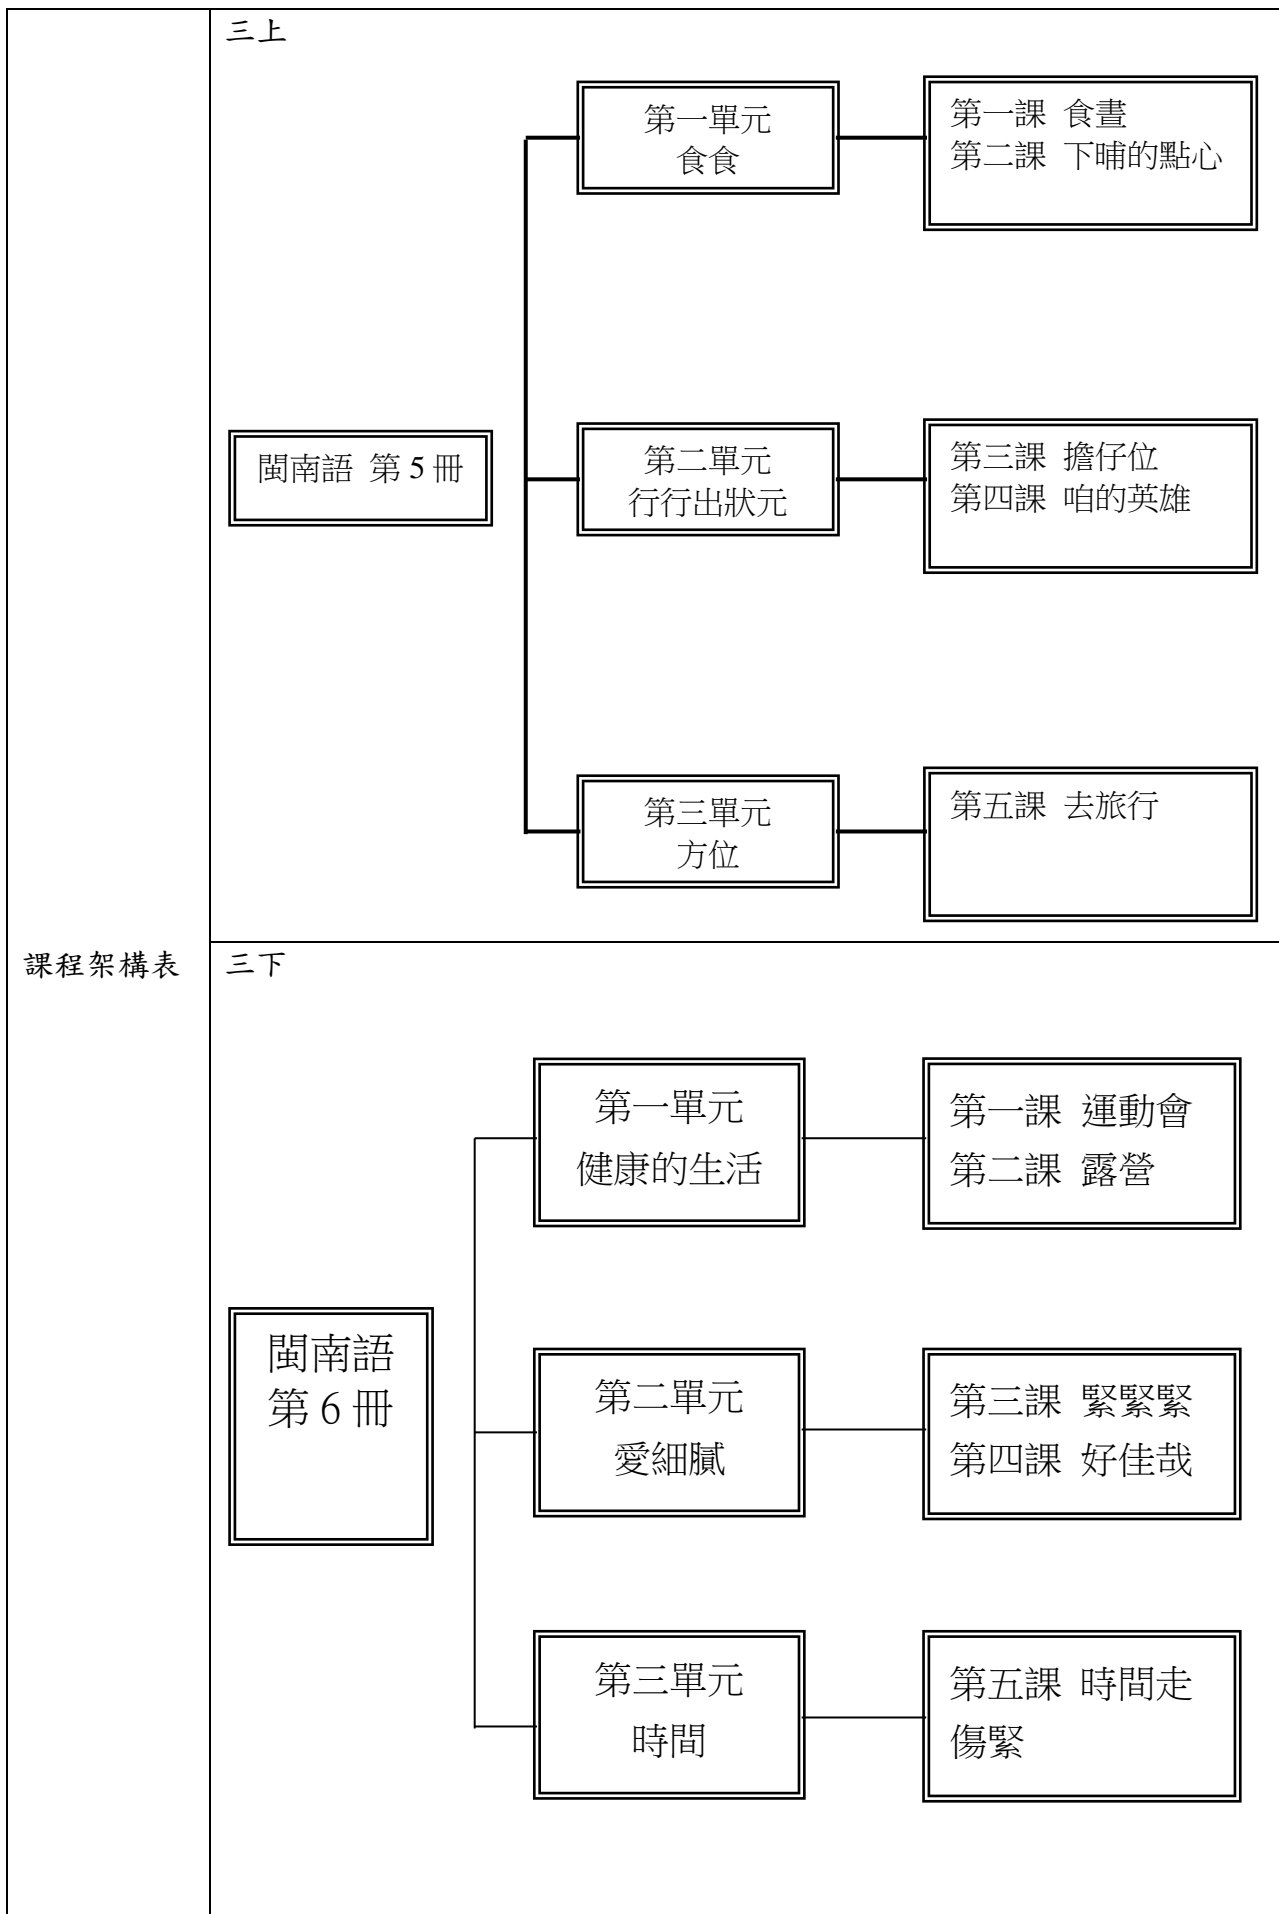 課程架構表
三上
閩南語 第5冊
第一單元
食食
第一課 食晝
第二課 下晡的點心
第二單元
行行出狀元
第三課 擔仔位
第四課 咱的英雄
第三單元
方位
第五課 去旅行
三下
閩南語
第6冊
第一單元
健康的生活
第一課 運動會
第二課 露營
第二單元
愛細膩
第三課 緊緊緊
第四課 好佳哉
第三單元
時間
第五課 時間走
傷緊